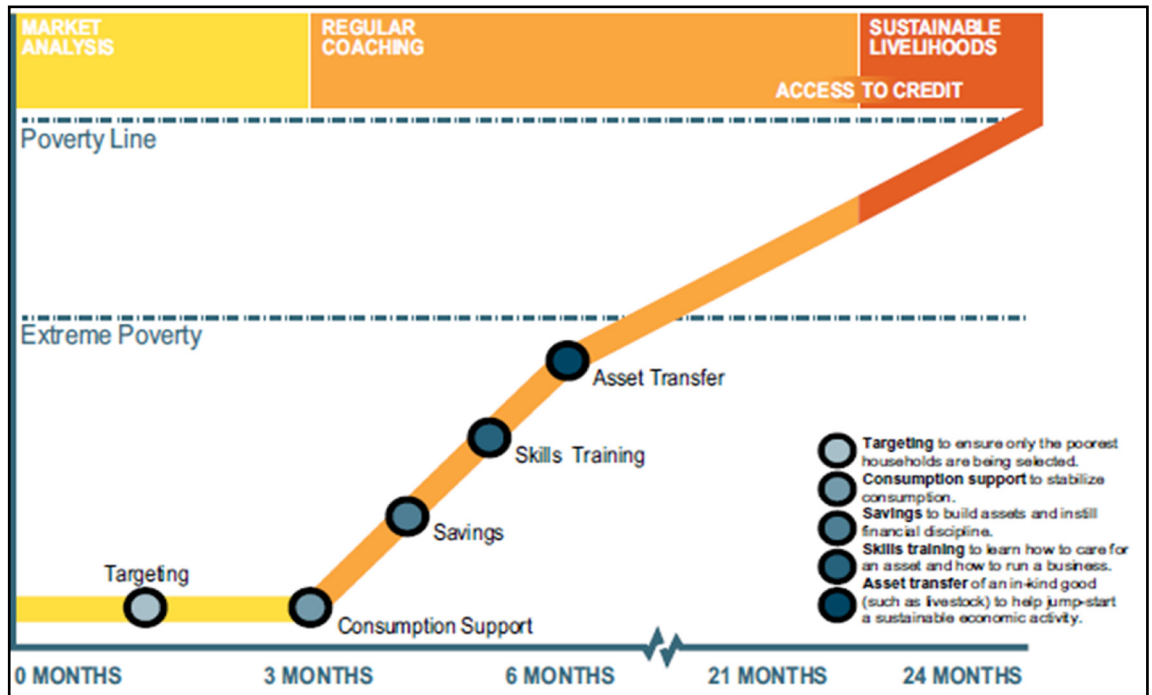 MARKET
ANALYSIS
REGULAR
COACHING
SUSTAINABLE
LIVELIHOODS
ACCESS TO CREDIT
Poverty Line
Extreme Poverty
Asset Transfer
Skills Training
Savings
Targeting
Consumption Support
Targeting to ensure only the poorest
households are being selected.
Consumption support to stabilize
consumption.
Savings to build assets and instill
financial discipline.
Skills training to learn how to care for
an asset and how to run a business.
Asset transfer of an in-kind good
(such as livestock) to help jump-start
a sustainable economic activity.
0 MONTHS
3 MONTHS
6 MONTHS
21 MONTHS
24 MONTHS